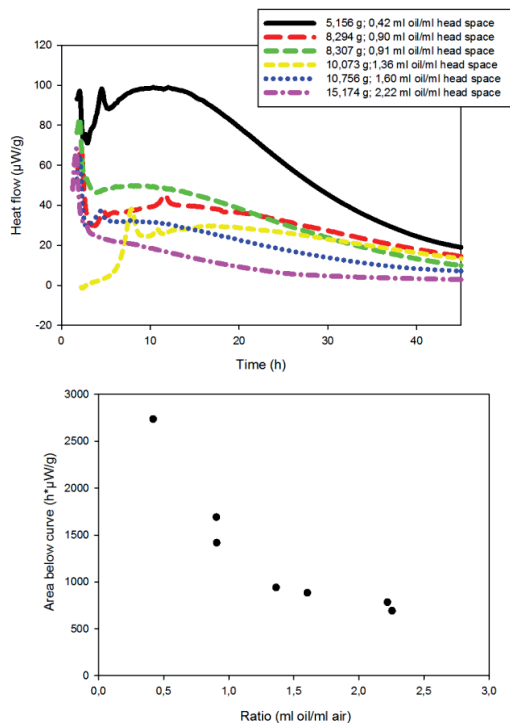 5,156 g; 0,42 ml oil/ml head space
8,294 g; 0,90 ml oil/ml head space
8,307 g; 0,91 ml oil/ml head space
10,073 g; 1,36 ml oil/ml head space
10,756 g; 1,60 ml oil/ml head space
15,174 g; 2,22 ml oil/ml head space
120
100
80
60
40
20
0
-20
Heat flow (µW/g)
0 10 20 30 40
Time (h)
3000
2500
2000
1500
1000
500
0
Area below curve (h*µW/g)
0,0 0,5 1,0 1,5 2,0 2,5 3,0
Ratio (ml oil/ml air)